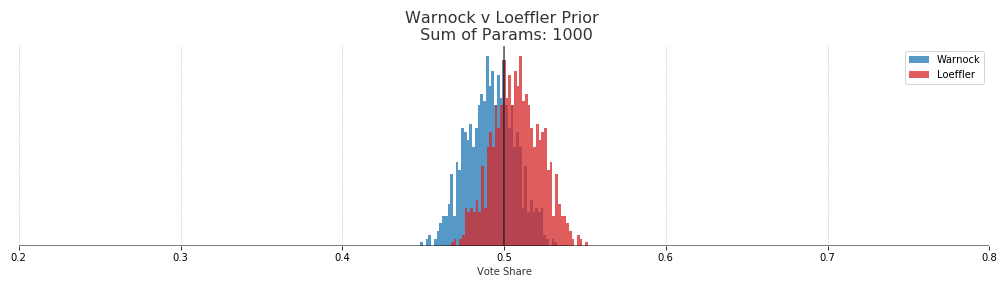 Warnock v Loeffler Prior
Sum of Params: 1000
Warnock
Loeffler
0.2 0.3 0.4 0.5 0.6 0.7 0.8
Vote Share